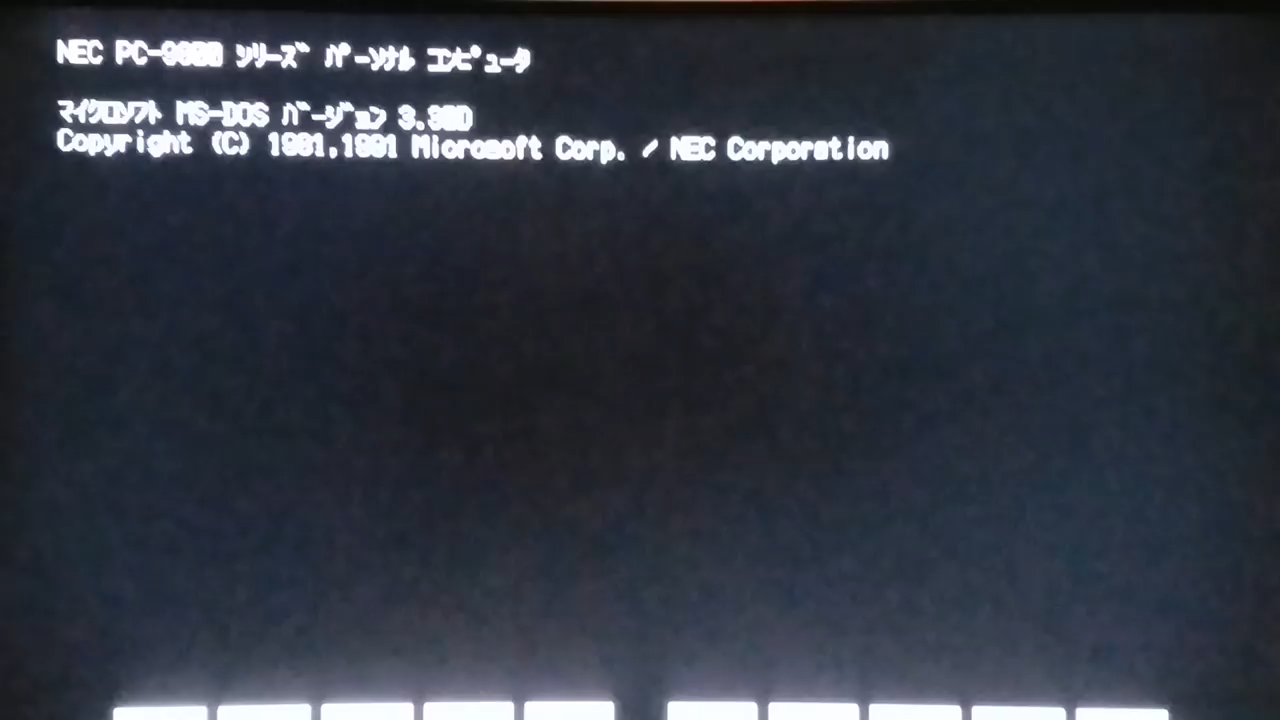 NEC PC-9800 シリーズ パーソナル コンピュータ
マイクロソフト MS-DOS バージョン 3.30D
Copyright (C) 1981,1991 Microsoft Corp. / NEC Corporation